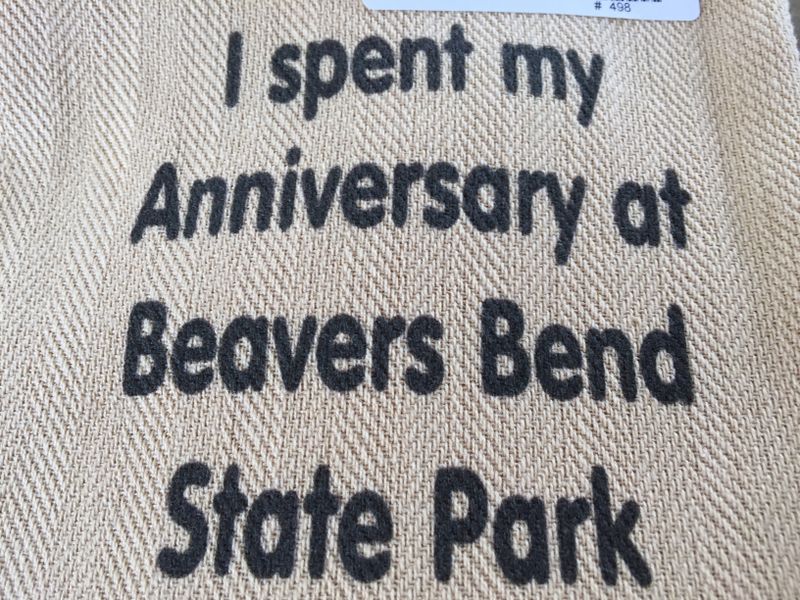 # 498
I spent my
Anniversary at
Beavers Bend
State Park